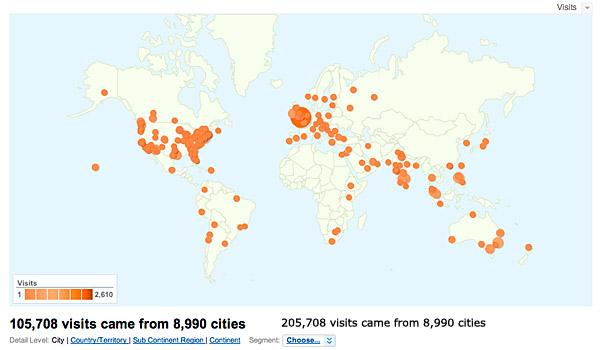 Visits
Visits
1 2,610
105,708 visits came from 8,990 cities 205,708 visits came from 8,990 cities
Detail Level: City | Country/Territory | Sub Continent Region | Continent Segment: Choose...